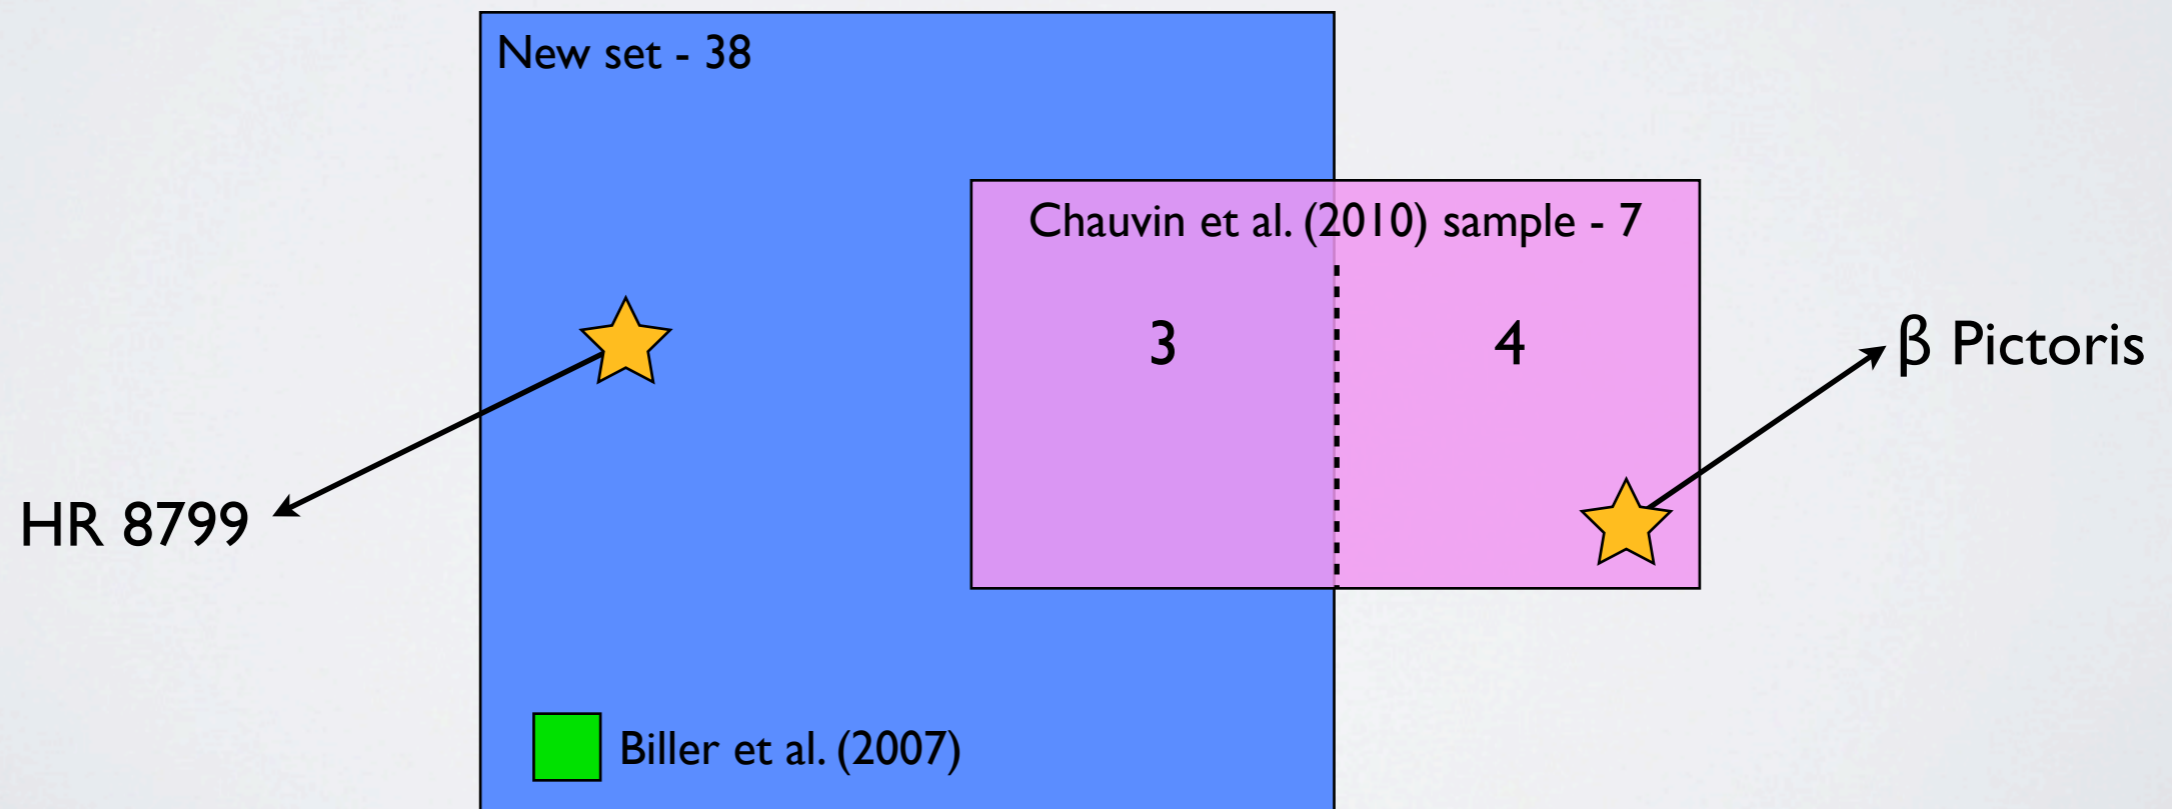 New set - 38
Chauvin et al. (2010) sample - 7
3
4
β Pictoris
HR 8799
Biller et al. (2007)